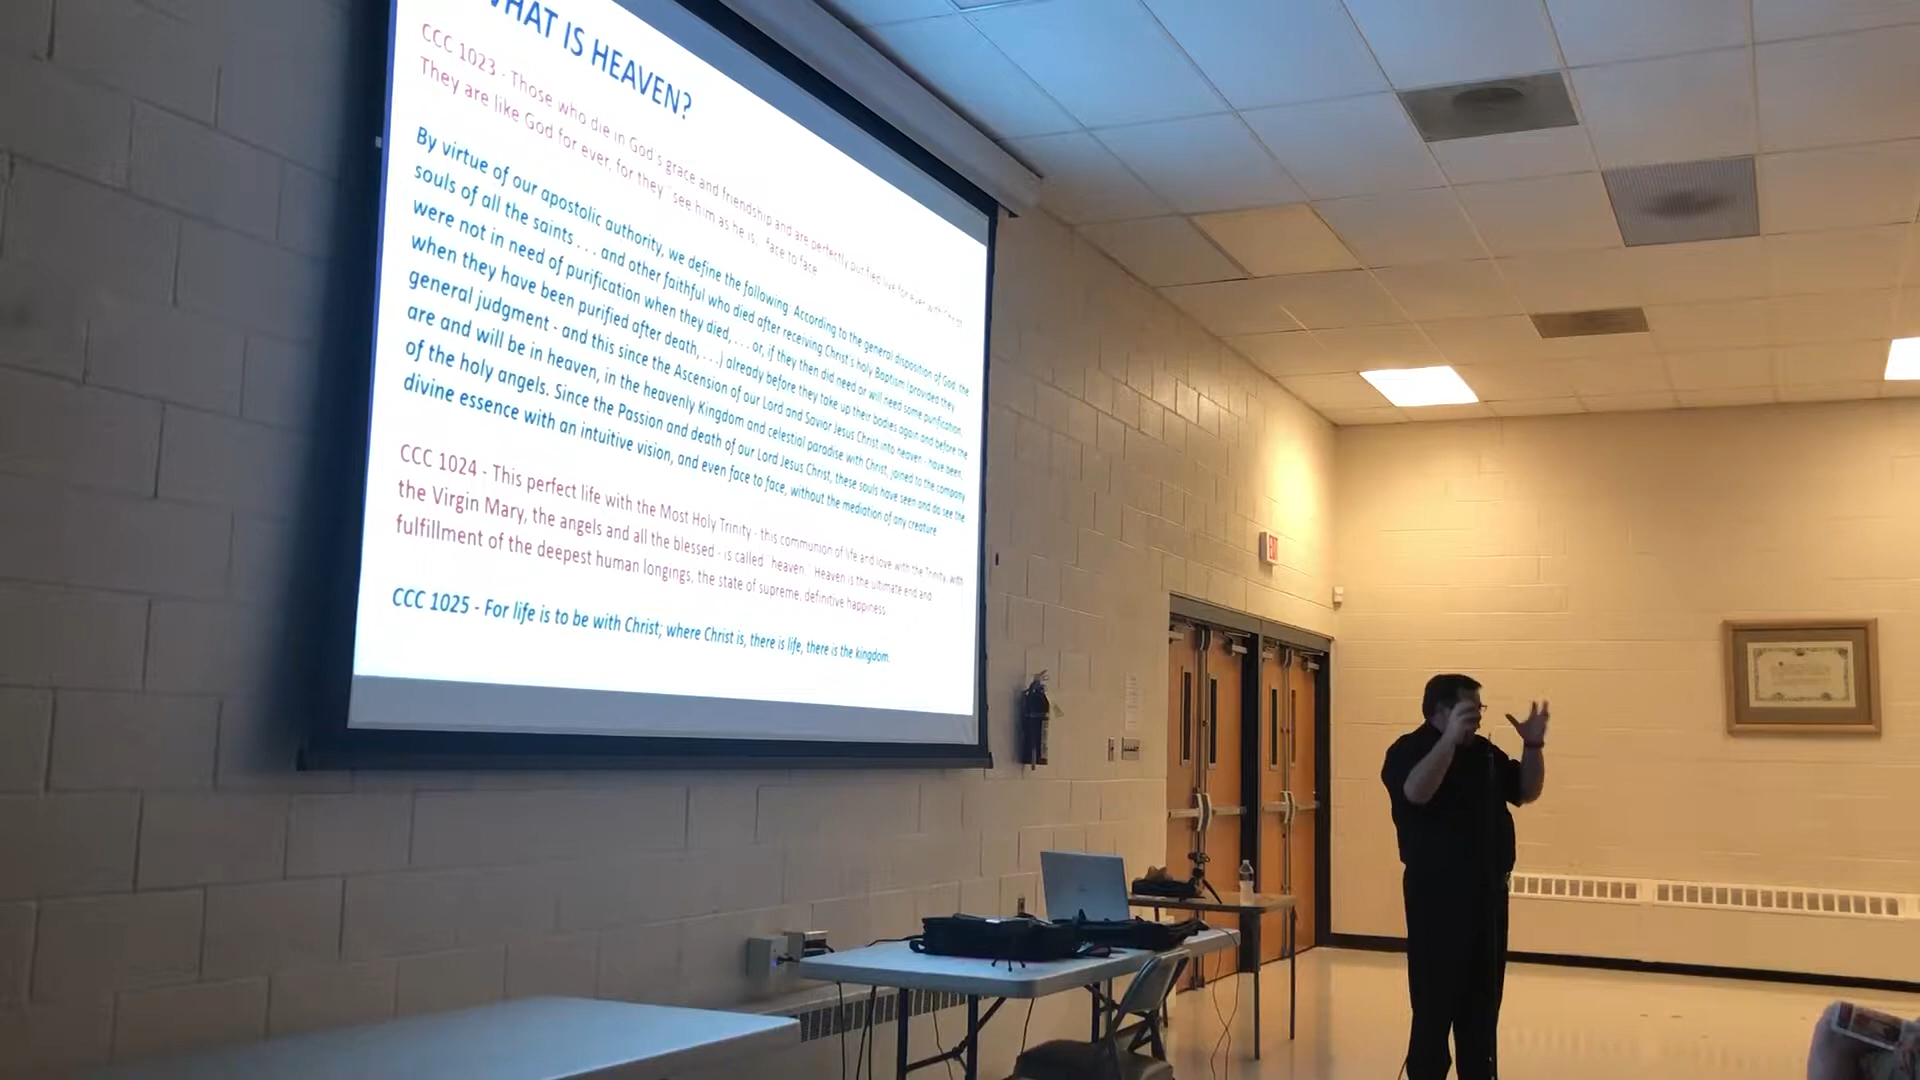 WHAT IS HEAVEN?
CCC 1023 - Those who die in God's grace and friendship and are perfectly purified live for ever with Christ.
They are like God for ever, for they "see him as he is," face to face
By virtue of our apostolic authority, we define the following: According to the general disposition of God, the
souls of all the saints . . . and other faithful who died after receiving Christ's holy Baptism (provided they
were not in need of purification when they died, . . . or, if they then did need or will need some purification,
when they have been purified after death, . . .) already before they take up their bodies again and before the
general judgment - and this since the Ascension of our Lord and Savior Jesus Christ into heaven - have been,
are and will be in heaven, in the heavenly Kingdom and celestial paradise with Christ, joined to the company
of the holy angels. Since the Passion and death of our Lord Jesus Christ, these souls have seen and do see the
divine essence with an intuitive vision, and even face to face, without the mediation of any creature
CCC 1024 - This perfect life with the Most Holy Trinity - this communion of life and love with the Trinity, with
the Virgin Mary, the angels and all the blessed - is called "heaven." Heaven is the ultimate end and
fulfillment of the deepest human longings, the state of supreme, definitive happiness.
CCC 1025 - For life is to be with Christ; where Christ is, there is life, there is the kingdom.
EXIT